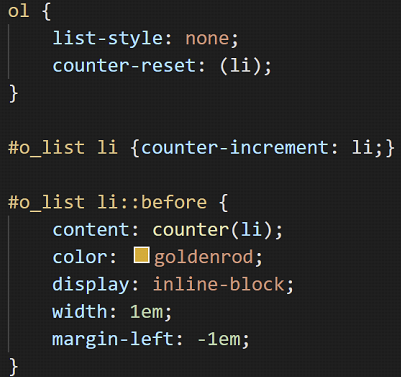 ol {
    list-style: none;
    counter-reset: (li);
}

#o_list li {counter-increment: li;}

#o_list li::before {
    content: counter(li);
    color: goldenrod;
    display: inline-block;
    width: 1em;
    margin-left: -1em;
}